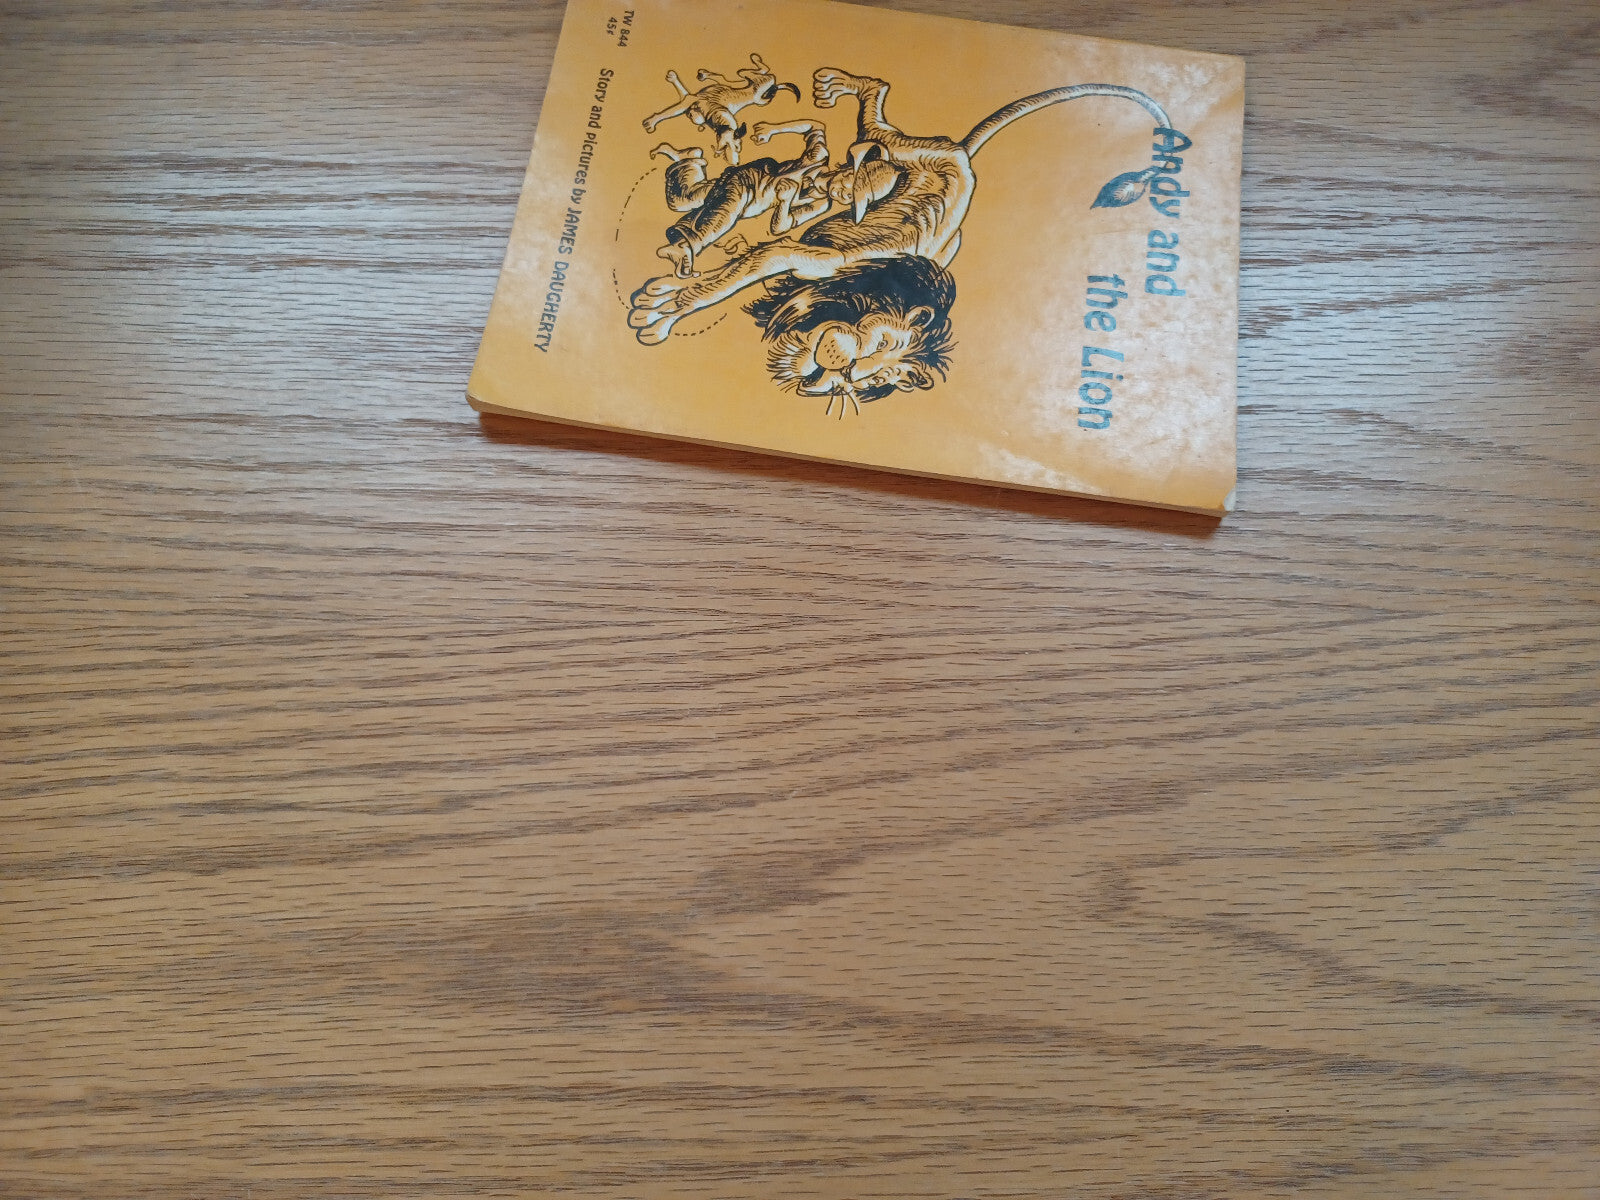 Andy and
the Lion
TW 844
45¢
Story and pictures by JAMES DAUGHERTY